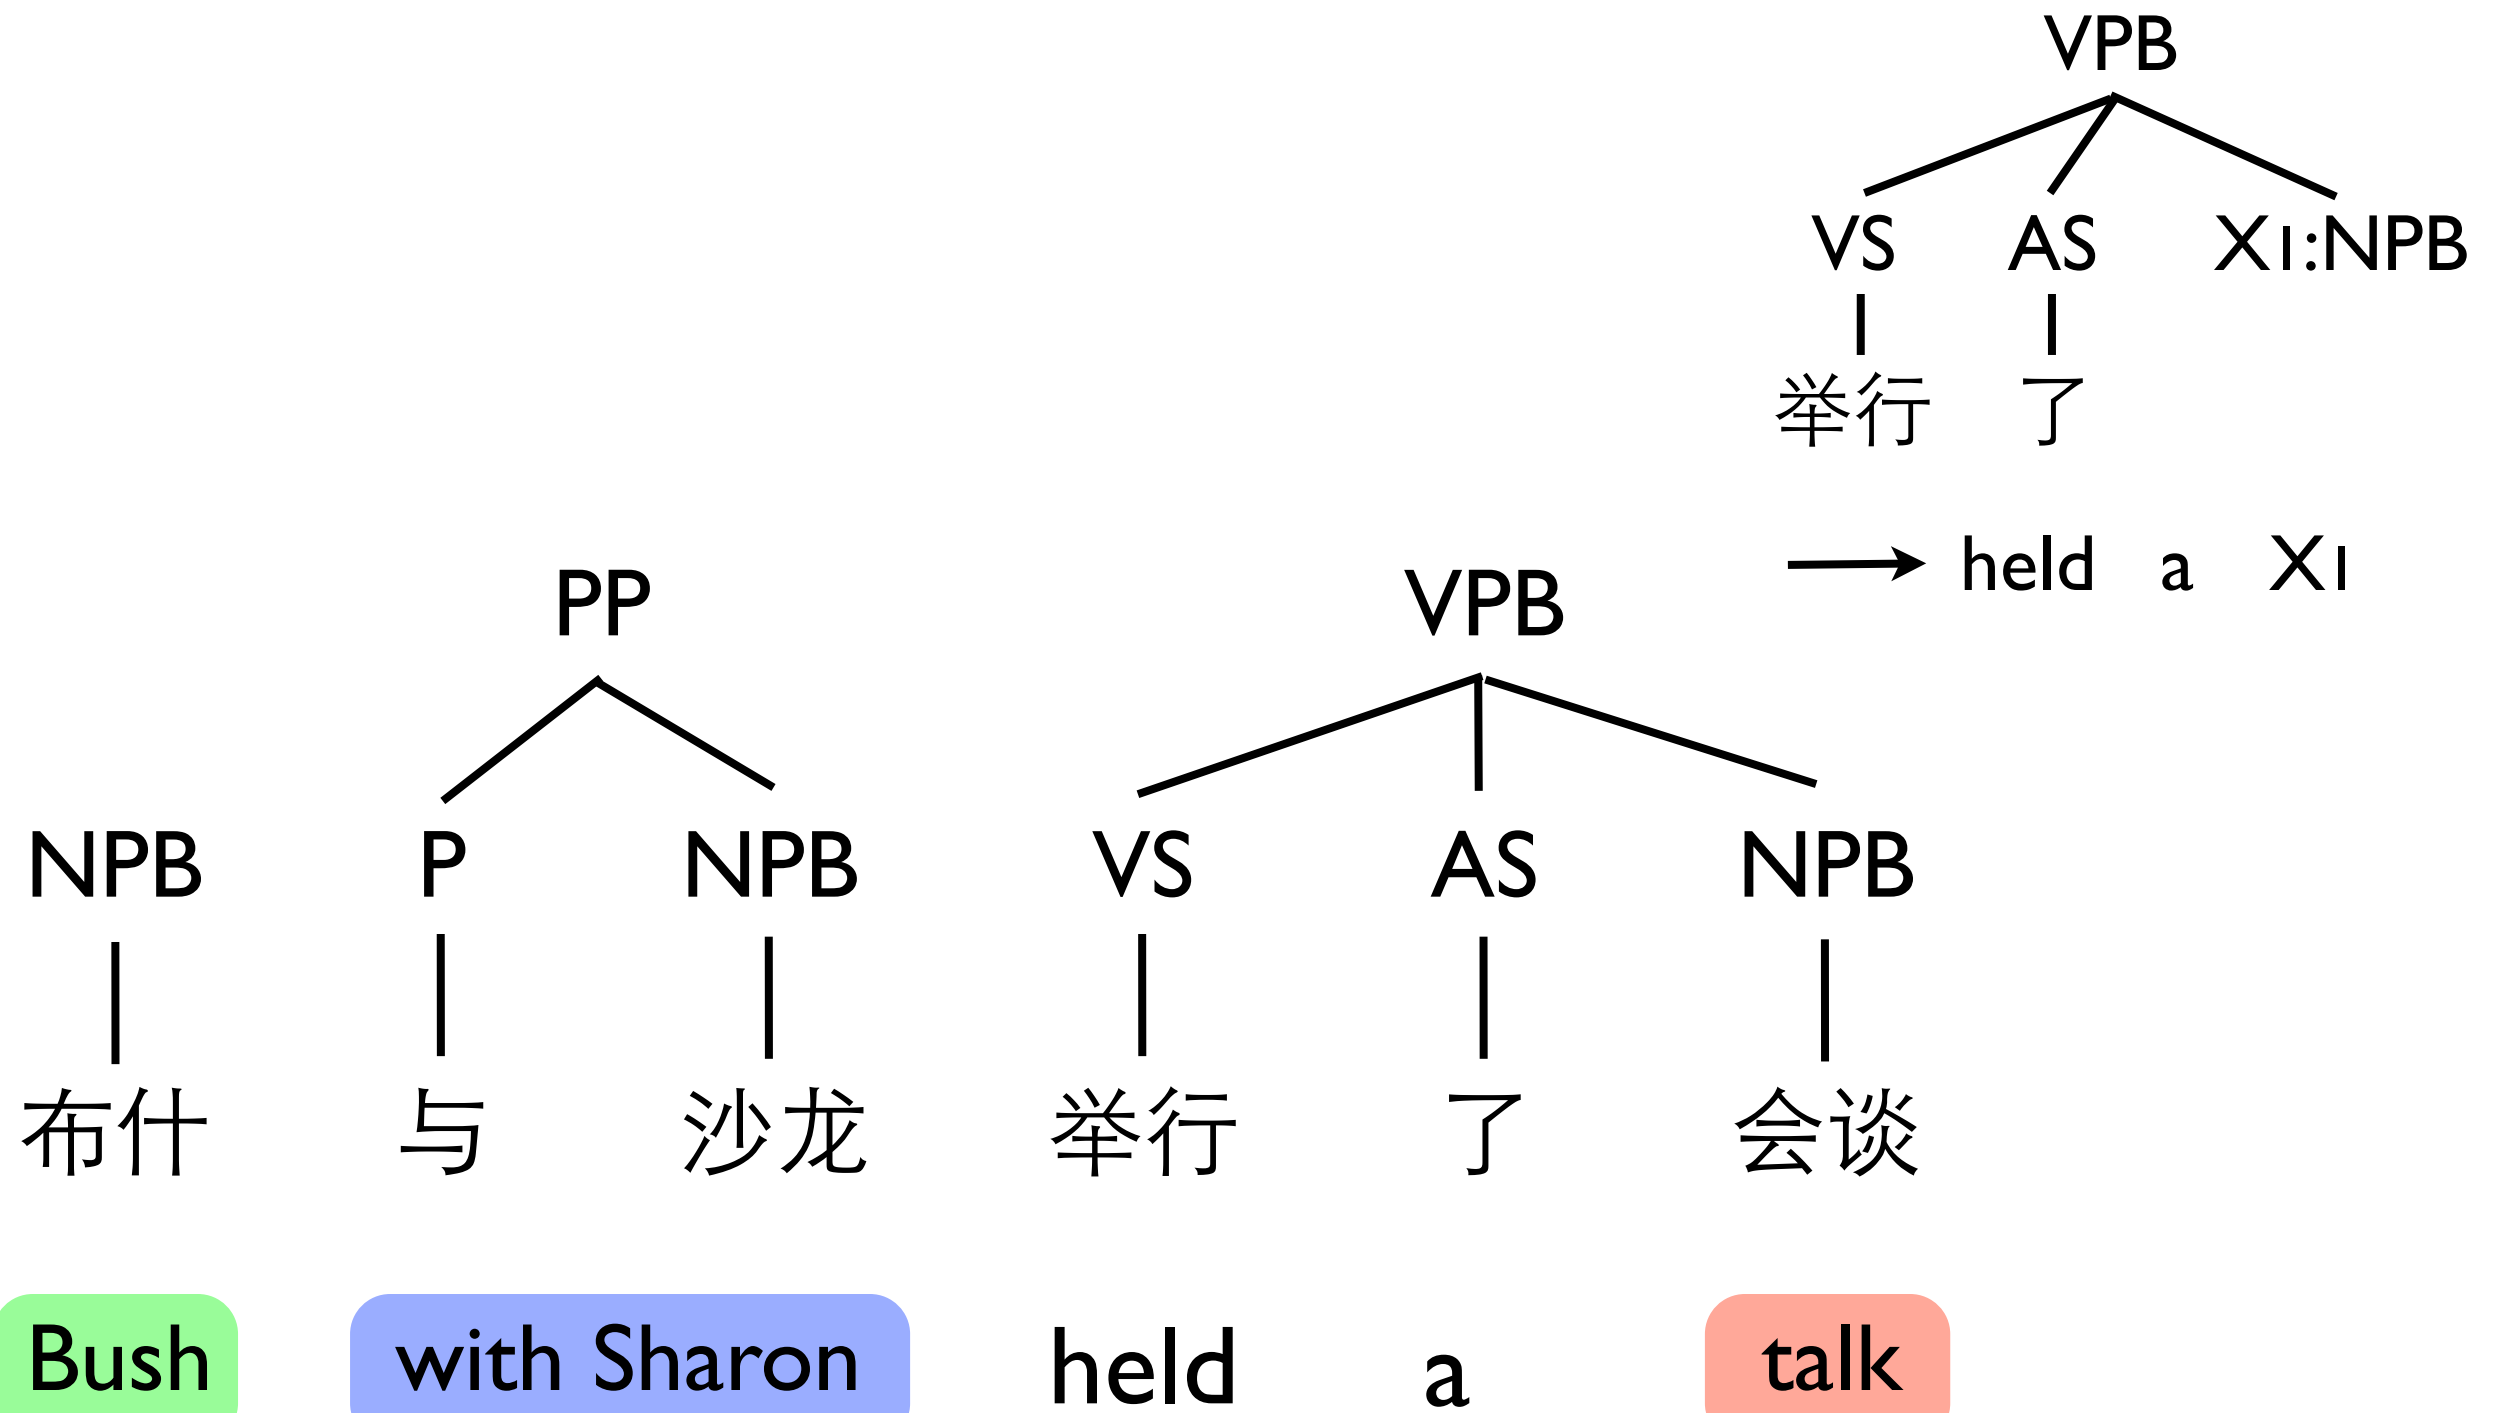 VPB
VS AS X1:NPB
举行 了
held a X1
PP VPB
NPB P NPB VS AS NPB
布什 与 沙龙 举行 了 会谈
Bush with Sharon held a talk